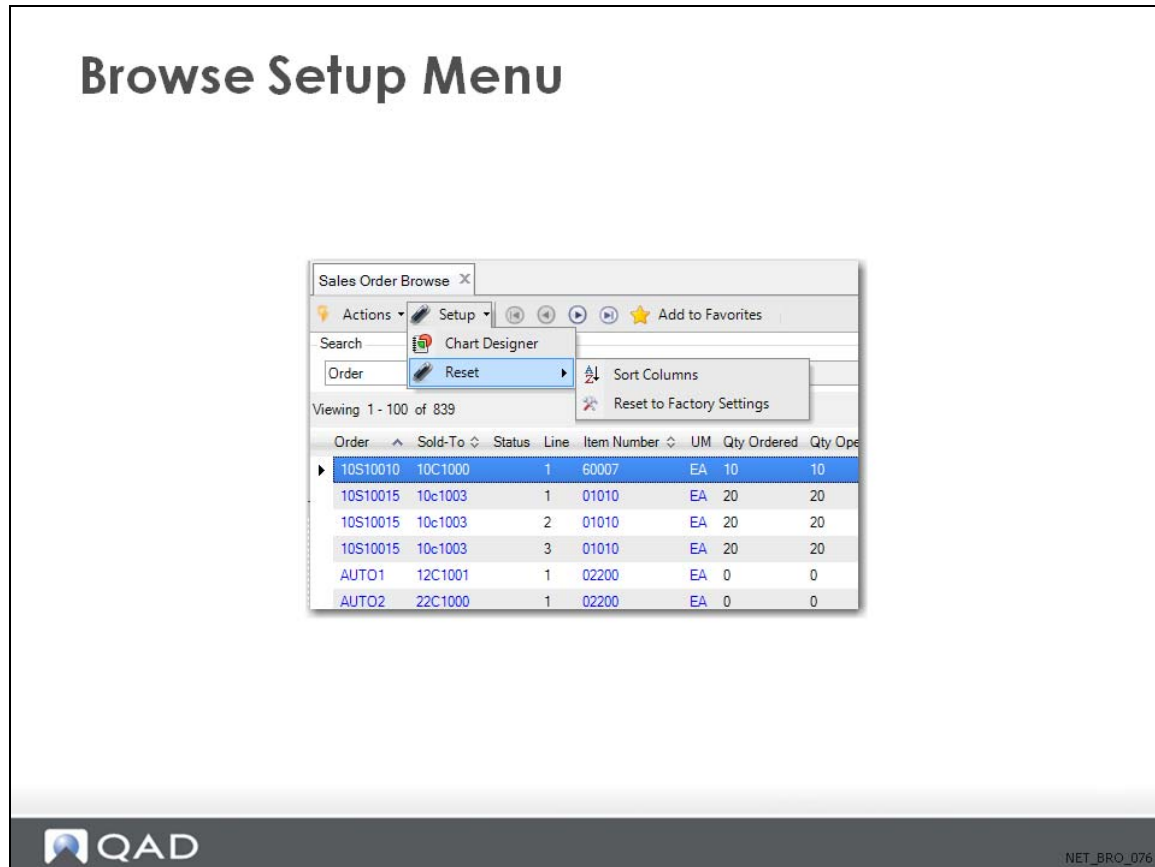 Browse Setup Menu
Sales Order Browse
Actions Setup Add to Favorites
Search Chart Designer
Order Reset Sort Columns
Viewing 1 - 100 of 839 Reset to Factory Settings
Order Sold-To Status Line Item Number UM Qty Ordered Qty Ope
10S10010 10C1000 1 60007 EA 10 10
10S10015 10c1003 1 01010 EA 20 20
10S10015 10c1003 2 01010 EA 20 20
10S10015 10c1003 3 01010 EA 20 20
AUTO1 12C1001 1 02200 EA 0 0
AUTO2 22C1000 1 02200 EA 0 0
QAD
NET_BRO_076